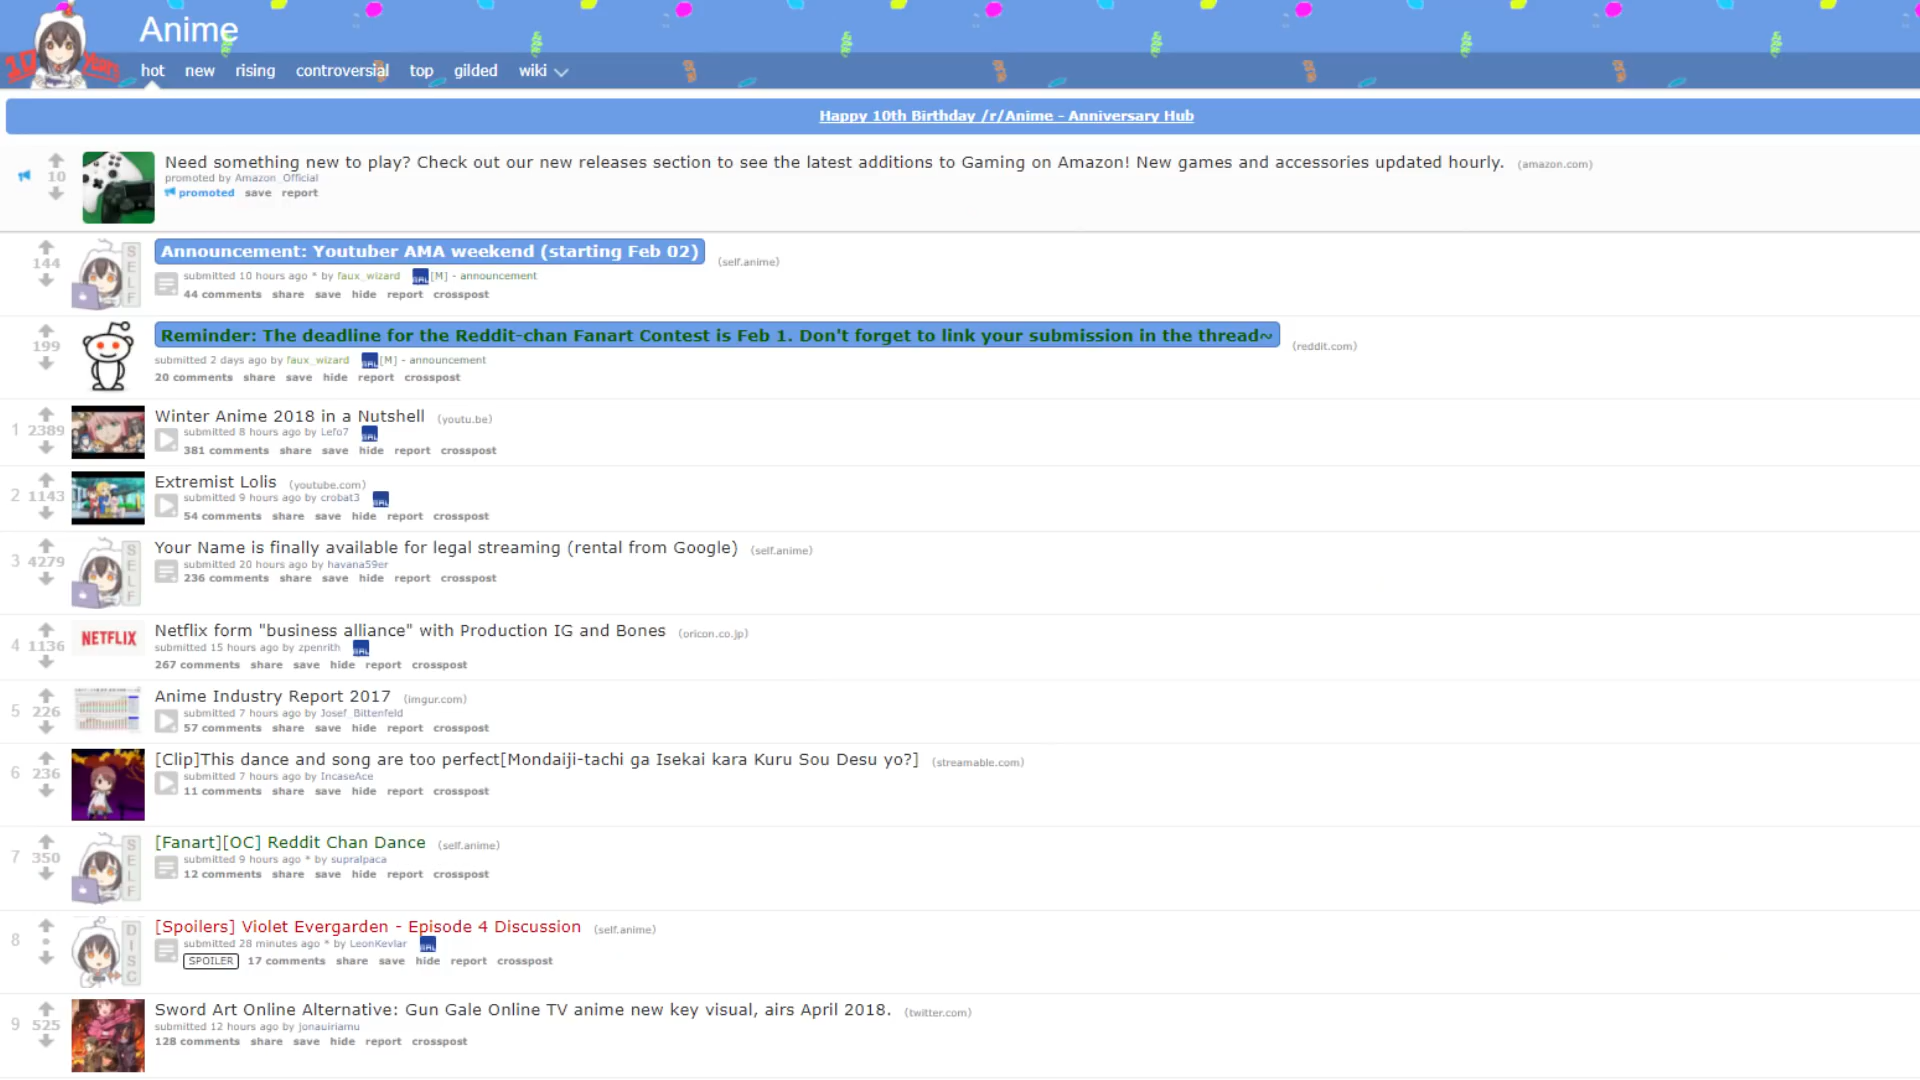 Anime
10 years
hot new rising controversial top gilded wiki
Happy 10th Birthday /r/Anime - Anniversary Hub
10
Need something new to play? Check out our new releases section to see the latest additions to Gaming on Amazon! New games and accessories updated hourly. (amazon.com)
promoted by Amazon_Official
promoted save report
144
SELF
Announcement: Youtuber AMA weekend (starting Feb 02) (self.anime)
submitted 10 hours ago * by faux_wizard MAL [M] - announcement
44 comments share save hide report crosspost
199
Reminder: The deadline for the Reddit-chan Fanart Contest is Feb 1. Don't forget to link your submission in the thread~ (reddit.com)
submitted 2 days ago by faux_wizard MAL [M] - announcement
20 comments share save hide report crosspost
1 2389
Winter Anime 2018 in a Nutshell (youtu.be)
submitted 8 hours ago by Lefo7 MAL
381 comments share save hide report crosspost
2 1143
Extremist Lolis (youtube.com)
submitted 9 hours ago by crobat3 MAL
54 comments share save hide report crosspost
3 4279
SELF
Your Name is finally available for legal streaming (rental from Google) (self.anime)
submitted 20 hours ago by havana59er
236 comments share save hide report crosspost
4 1136
NETFLIX
Netflix form "business alliance" with Production IG and Bones (oricon.co.jp)
submitted 15 hours ago by zpenrith MAL
267 comments share save hide report crosspost
5 226
Anime Industry Report 2017 (imgur.com)
submitted 7 hours ago by Josef_Bittenfeld
57 comments share save hide report crosspost
6 236
[Clip]This dance and song are too perfect[Mondaiji-tachi ga Isekai kara Kuru Sou Desu yo?] (streamable.com)
submitted 7 hours ago by IncaseAce
11 comments share save hide report crosspost
7 350
SELF
[Fanart][OC] Reddit Chan Dance (self.anime)
submitted 9 hours ago * by supralpaca
12 comments share save hide report crosspost
8 •
DISC
[Spoilers] Violet Evergarden - Episode 4 Discussion (self.anime)
submitted 28 minutes ago * by LeonKevlar MAL
SPOILER 17 comments share save hide report crosspost
9 525
Sword Art Online Alternative: Gun Gale Online TV anime new key visual, airs April 2018. (twitter.com)
submitted 12 hours ago by jonauiriamu
128 comments share save hide report crosspost